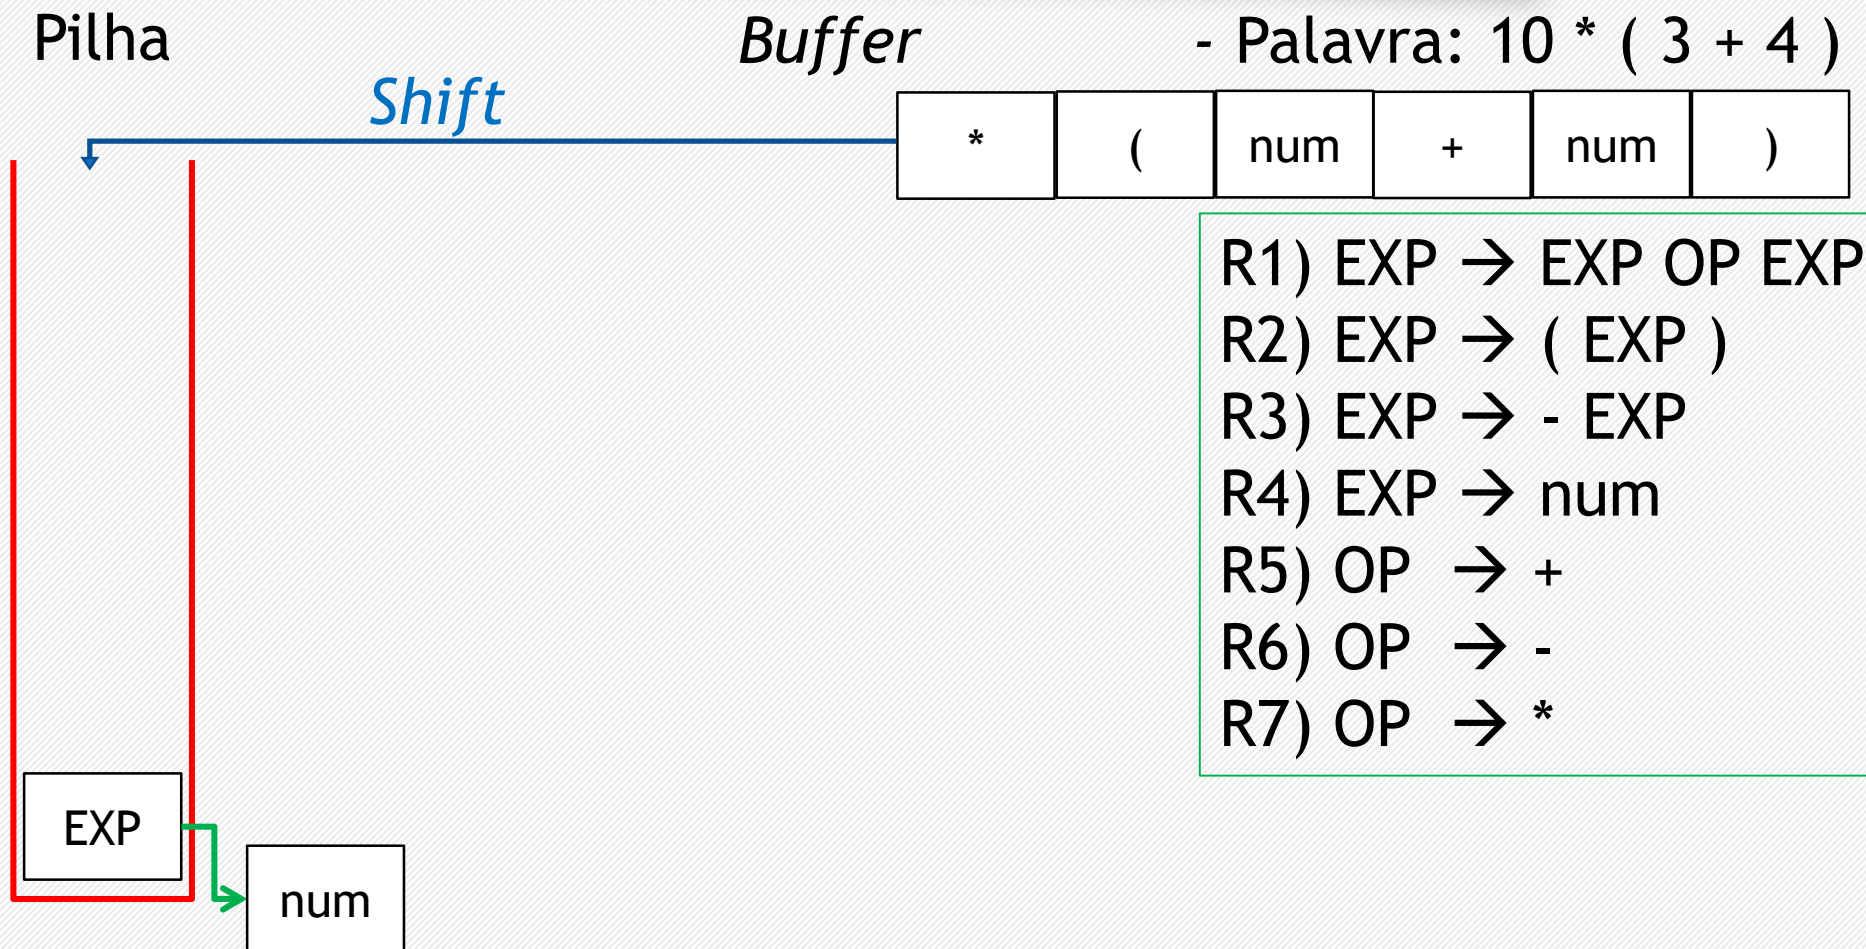 Pilha
Buffer
- Palavra: 10 * ( 3 + 4 )
Shift
* ( num + num )
R1) EXP → EXP OP EXP
R2) EXP → ( EXP )
R3) EXP → - EXP
R4) EXP → num
R5) OP → +
R6) OP → -
R7) OP → *
EXP
num